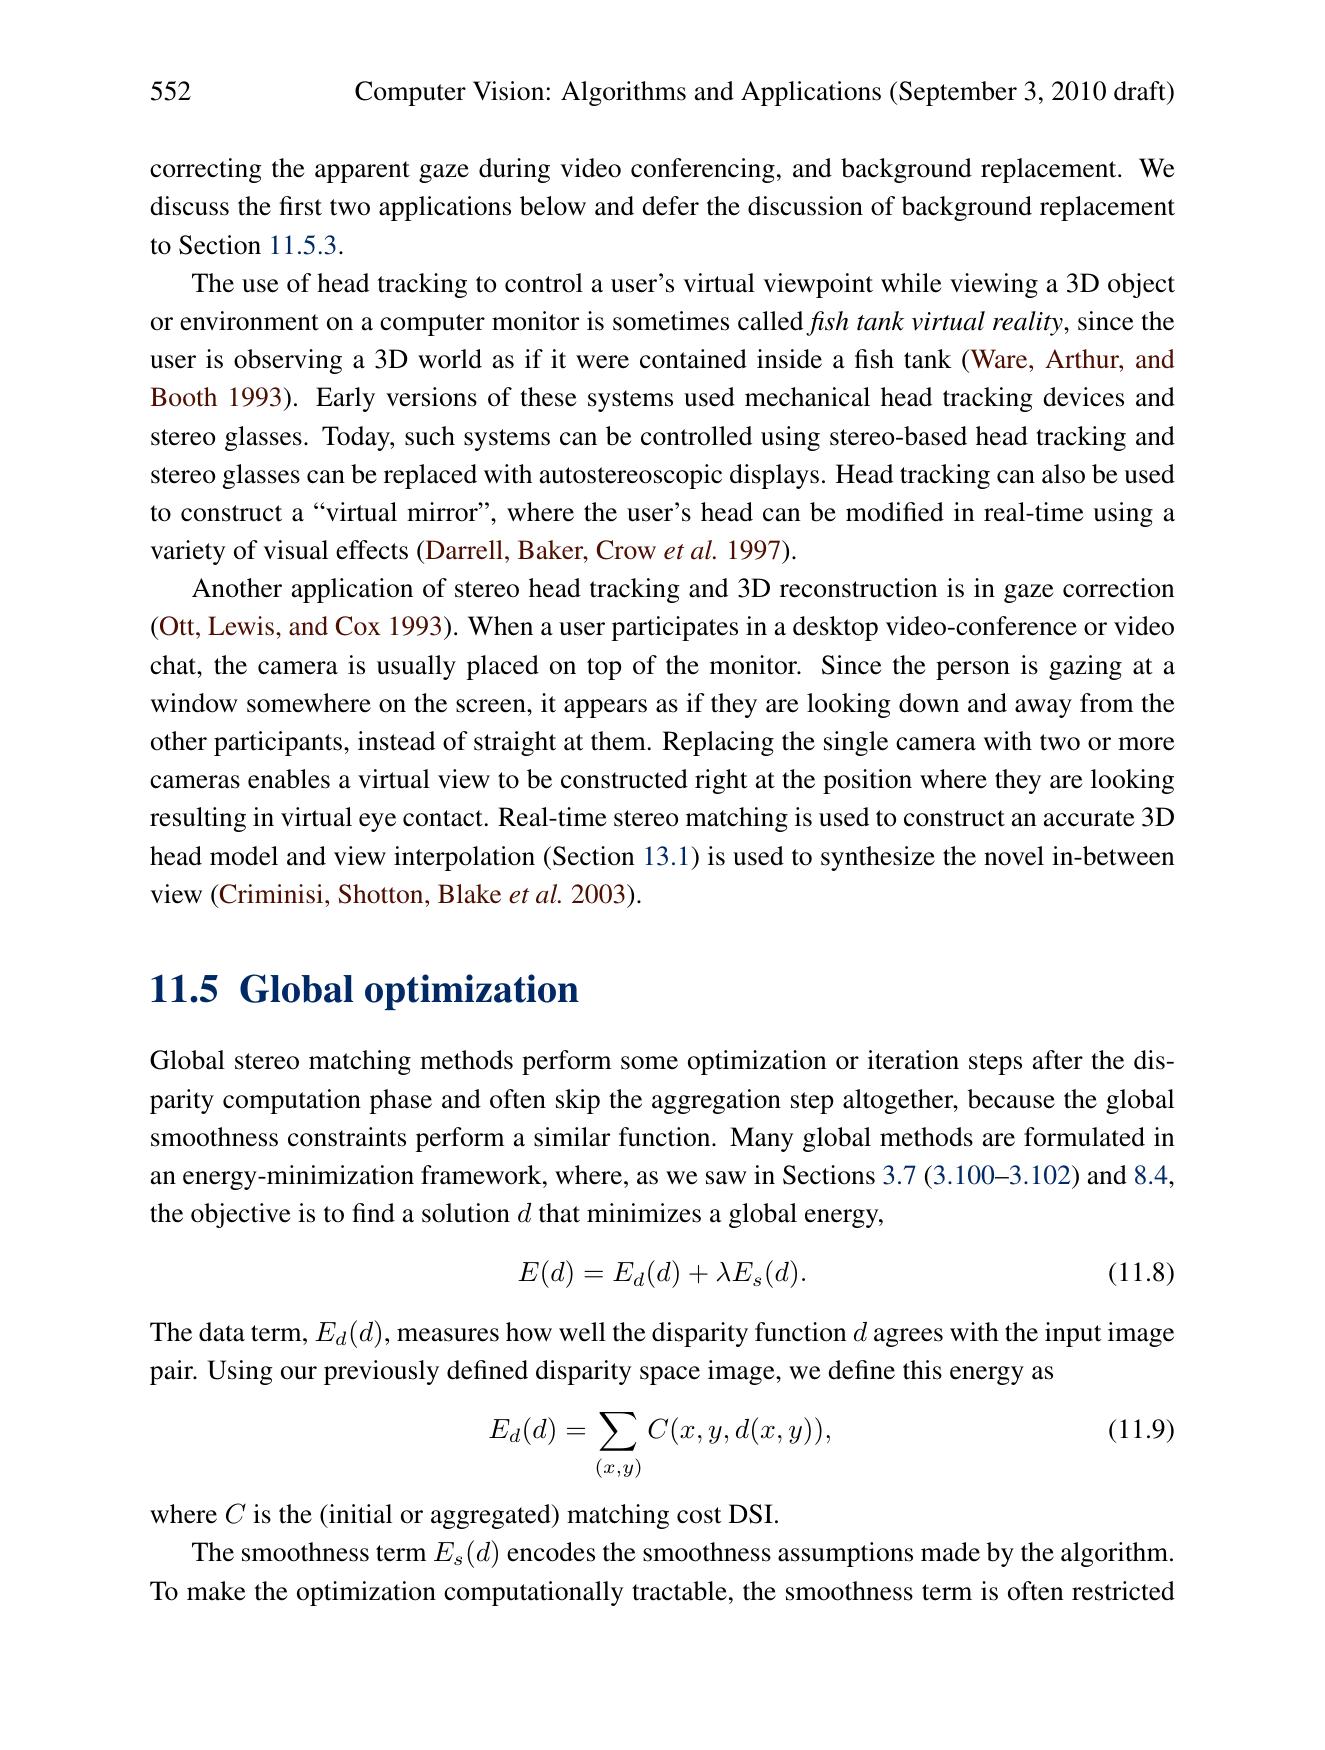 552 Computer Vision: Algorithms and Applications (September 3, 2010 draft)
correcting the apparent gaze during video conferencing, and background replacement. We
discuss the first two applications below and defer the discussion of background replacement
to Section 11.5.3.
The use of head tracking to control a user's virtual viewpoint while viewing a 3D object
or environment on a computer monitor is sometimes called fish tank virtual reality, since the
user is observing a 3D world as if it were contained inside a fish tank (Ware, Arthur, and
Booth 1993). Early versions of these systems used mechanical head tracking devices and
stereo glasses. Today, such systems can be controlled using stereo-based head tracking and
stereo glasses can be replaced with autostereoscopic displays. Head tracking can also be used
to construct a “virtual mirror”, where the user's head can be modified in real-time using a
variety of visual effects (Darrell, Baker, Crow et al. 1997).
Another application of stereo head tracking and 3D reconstruction is in gaze correction
(Ott, Lewis, and Cox 1993). When a user participates in a desktop video-conference or video
chat, the camera is usually placed on top of the monitor. Since the person is gazing at a
window somewhere on the screen, it appears as if they are looking down and away from the
other participants, instead of straight at them. Replacing the single camera with two or more
cameras enables a virtual view to be constructed right at the position where they are looking
resulting in virtual eye contact. Real-time stereo matching is used to construct an accurate 3D
head model and view interpolation (Section 13.1) is used to synthesize the novel in-between
view (Criminisi, Shotton, Blake et al. 2003).
11.5 Global optimization
Global stereo matching methods perform some optimization or iteration steps after the dis-
parity computation phase and often skip the aggregation step altogether, because the global
smoothness constraints perform a similar function. Many global methods are formulated in
an energy-minimization framework, where, as we saw in Sections 3.7 (3.100–3.102) and 8.4,
the objective is to find a solution d that minimizes a global energy,
E(d) = E_d(d) + λE_s(d). (11.8)
The data term, E_d(d), measures how well the disparity function d agrees with the input image
pair. Using our previously defined disparity space image, we define this energy as
E_d(d) = ∑_(x,y) C(x, y, d(x, y)), (11.9)
where C is the (initial or aggregated) matching cost DSI.
The smoothness term E_s(d) encodes the smoothness assumptions made by the algorithm.
To make the optimization computationally tractable, the smoothness term is often restricted